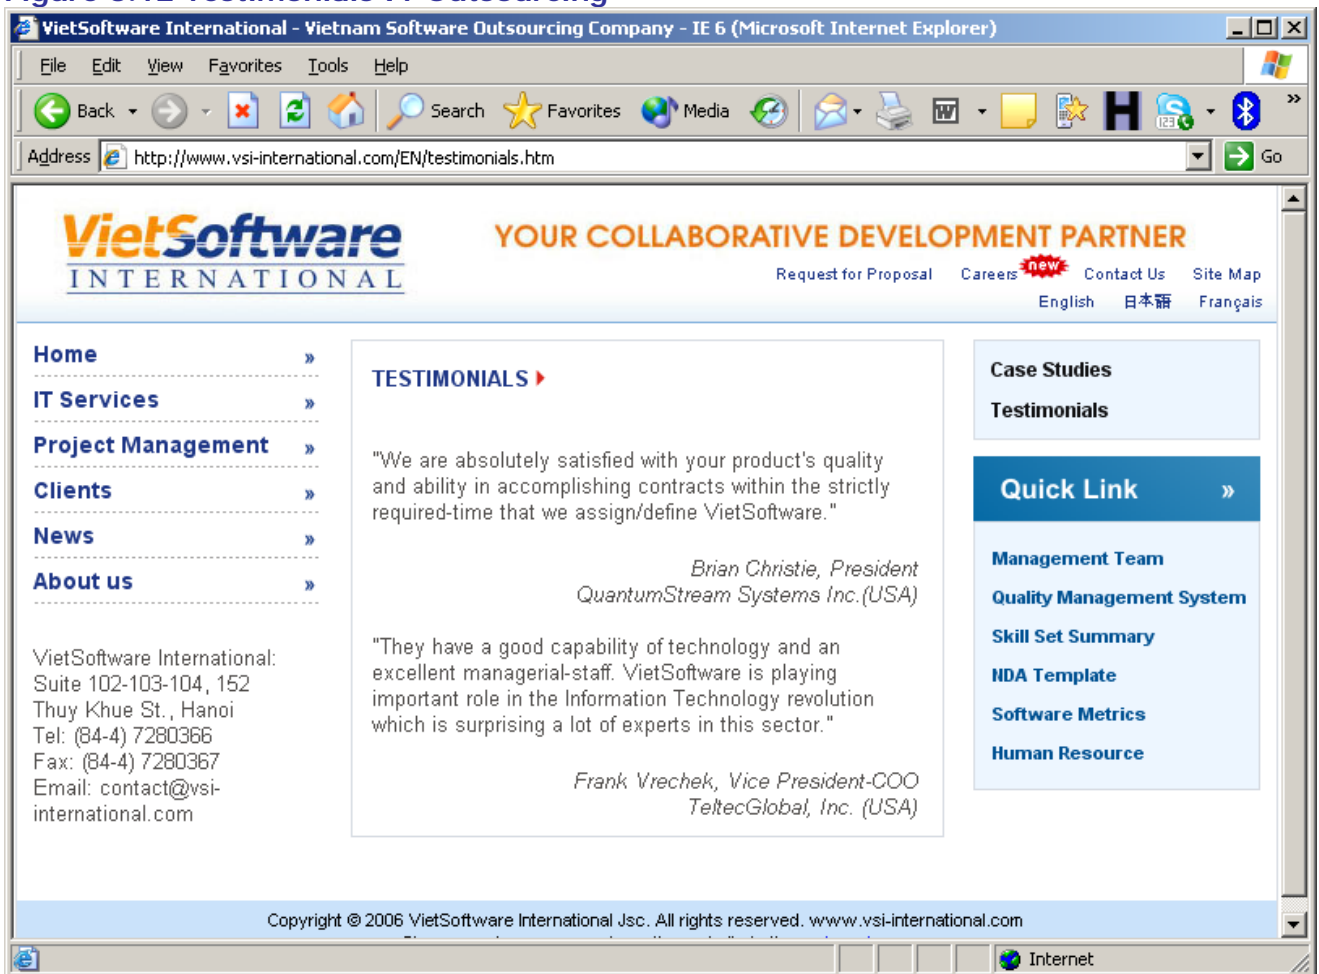 VietSoftware International - Vietnam Software Outsourcing Company - IE 6 (Microsoft Internet Explorer)
File Edit View Favorites Tools Help
Back Search Favorites Media
Address http://www.vsi-international.com/EN/testimonials.htm Go
VietSoftware
INTERNATIONAL
YOUR COLLABORATIVE DEVELOPMENT PARTNER
Request for Proposal Careers new Contact Us Site Map
English 日本語 Français
Home »
IT Services »
Project Management »
Clients »
News »
About us »
VietSoftware International:
Suite 102-103-104, 152
Thuy Khue St., Hanoi
Tel: (84-4) 7280366
Fax: (84-4) 7280367
Email: contact@vsi-
international.com
TESTIMONIALS
"We are absolutely satisfied with your product's quality
and ability in accomplishing contracts within the strictly
required-time that we assign/define VietSoftware."
Brian Christie, President
QuantumStream Systems Inc.(USA)
"They have a good capability of technology and an
excellent managerial-staff. VietSoftware is playing
important role in the Information Technology revolution
which is surprising a lot of experts in this sector."
Frank Vrechek, Vice President-COO
TeltecGlobal, Inc. (USA)
Case Studies
Testimonials
Quick Link »
Management Team
Quality Management System
Skill Set Summary
NDA Template
Software Metrics
Human Resource
Copyright © 2006 VietSoftware International Jsc. All rights reserved. www.vsi-international.com
Internet